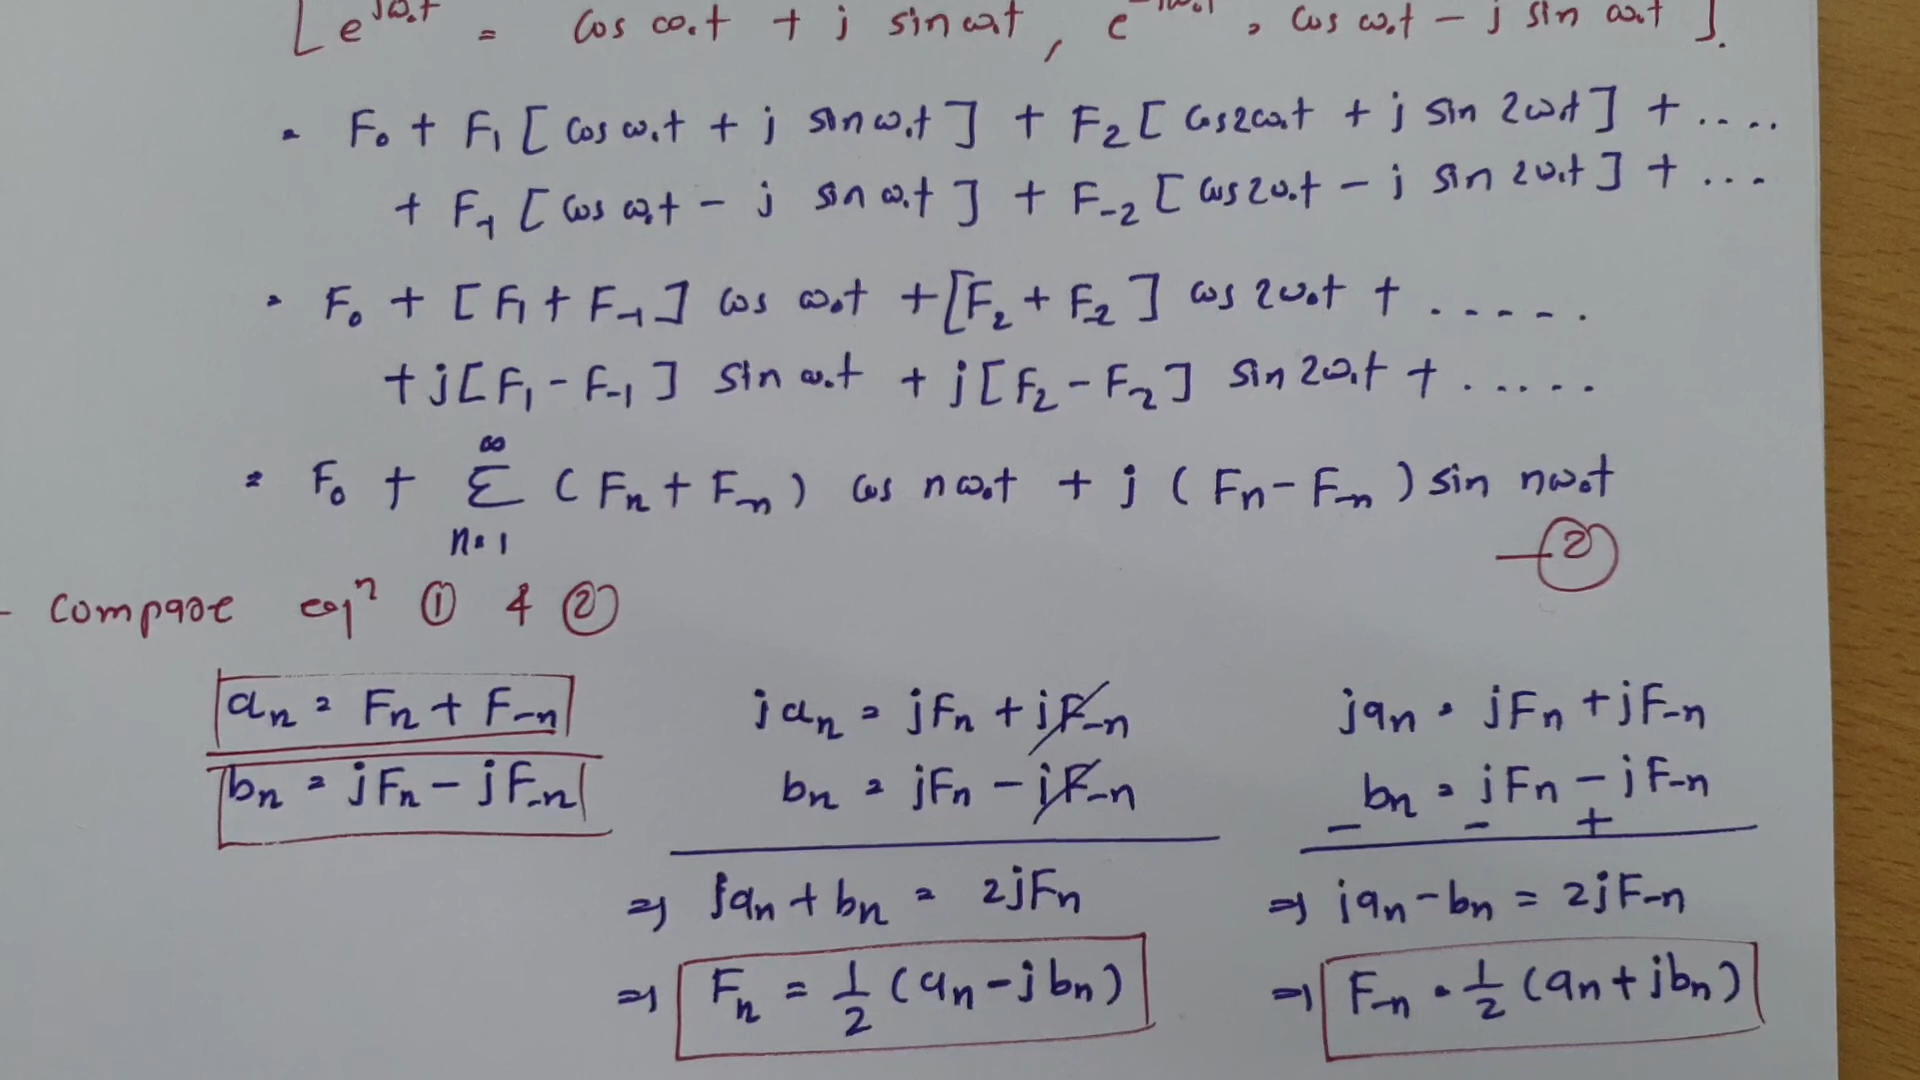 [e^{jω₀t} = cos ω₀t + j sin ω₀t, e^{-jω₀t} = cos ω₀t - j sin ω₀t].
= F₀ + F₁ [cos ω₀t + j sin ω₀t] + F₂ [cos 2ω₀t + j sin 2ω₀t] + ....
+ F₋₁ [cos ω₀t - j sin ω₀t] + F₋₂ [cos 2ω₀t - j sin 2ω₀t] + ...
= F₀ + [F₁ + F₋₁] cos ω₀t + [F₂ + F₋₂] cos 2ω₀t + .....
+ j[F₁ - F₋₁] sin ω₀t + j[F₂ - F₋₂] sin 2ω₀t + .....
= F₀ + Σ_{n=1}^{∞} (Fₙ + F₋ₙ) cos nω₀t + j (Fₙ - F₋ₙ) sin nω₀t
— ②
- compare eqⁿ ① & ②
aₙ = Fₙ + F₋ₙ
bₙ = jFₙ - jF₋ₙ
jaₙ = jFₙ + jF₋ₙ
bₙ = jFₙ - jF₋ₙ
⇒ jaₙ + bₙ = 2jFₙ
⇒ Fₙ = 1/2 (aₙ - jbₙ)
jaₙ = jFₙ + jF₋ₙ
bₙ = jFₙ - jF₋ₙ
- - +
⇒ jaₙ - bₙ = 2jF₋ₙ
⇒ F₋ₙ = 1/2 (aₙ + jbₙ)